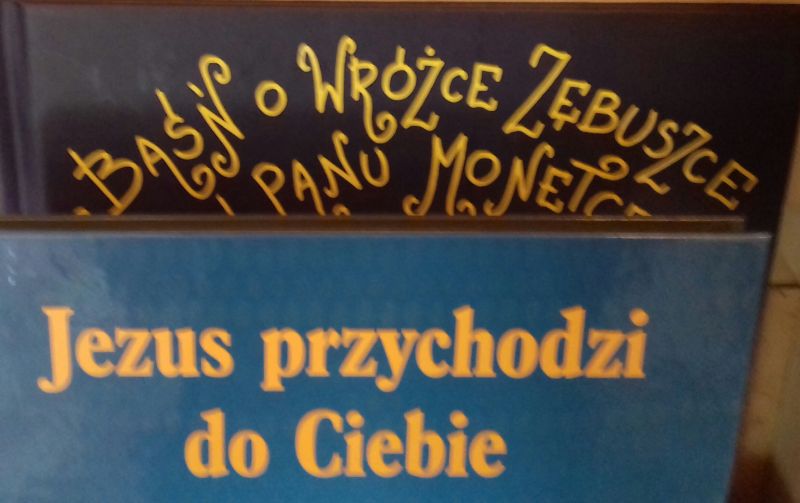 BAŚŃ O WRÓŻCE ZĘBUSZCE
I PANU MONETCE
Jezus przychodzi
do Ciebie